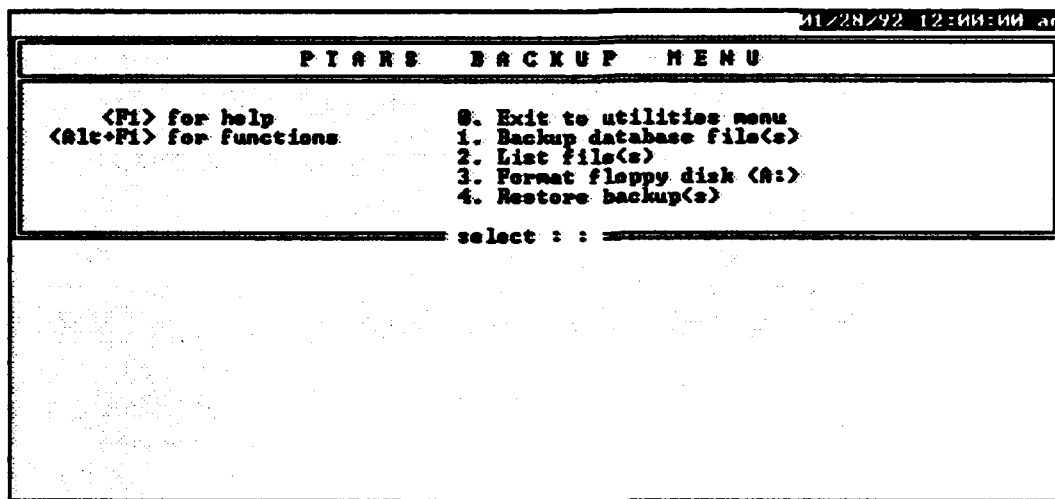 01/28/92 12:00:00 am
PTARS BACKUP MENU
<F1> for help
<Alt+F1> for functions
0. Exit to utilities menu
1. Backup database file(s)
2. List file(s)
3. Format floppy disk (A:)
4. Restore backup(s)
select : :